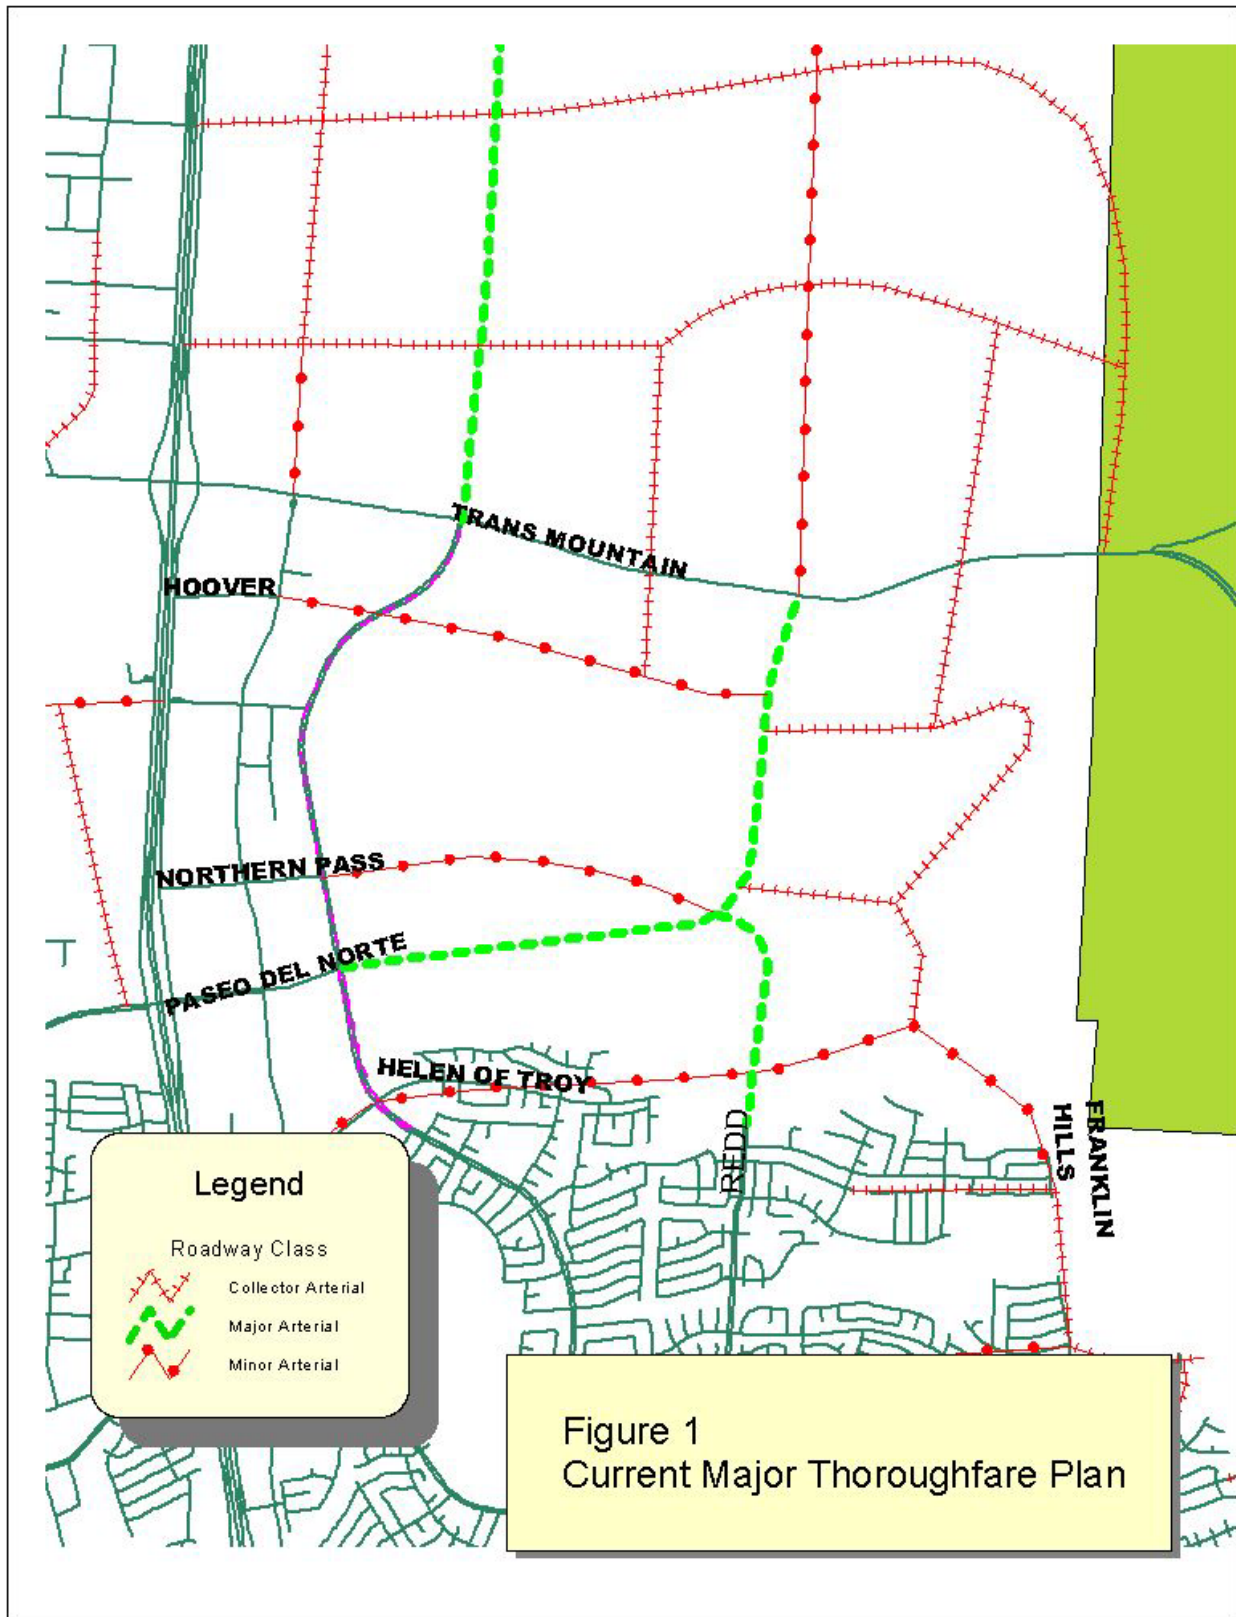 TRANS MOUNTAIN
HOOVER
NORTHERN PASS
PASEO DEL NORTE
HELEN OF TROY
REDD
FRANKLIN
HILLS
Legend
Roadway Class
Collector Arterial
Major Arterial
Minor Arterial
Figure 1
Current Major Thoroughfare Plan